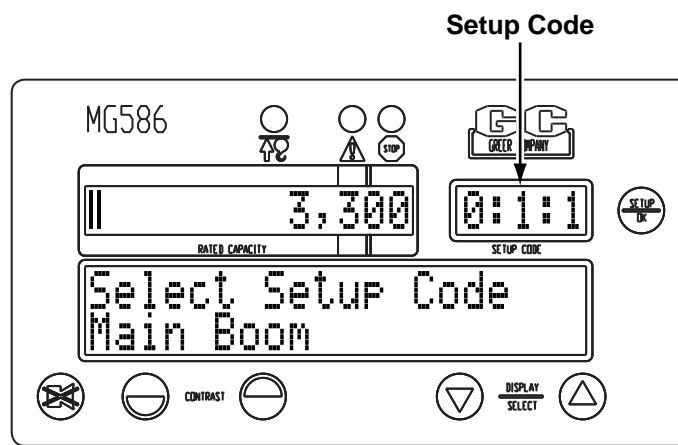 Setup Code
MG586
STOP
GREER COMPANY
3,300
0:1:1
SETUP
OK
RATED CAPACITY
SETUP CODE
Select Setup Code
Main Boom
CONTRAST
DISPLAY
SELECT